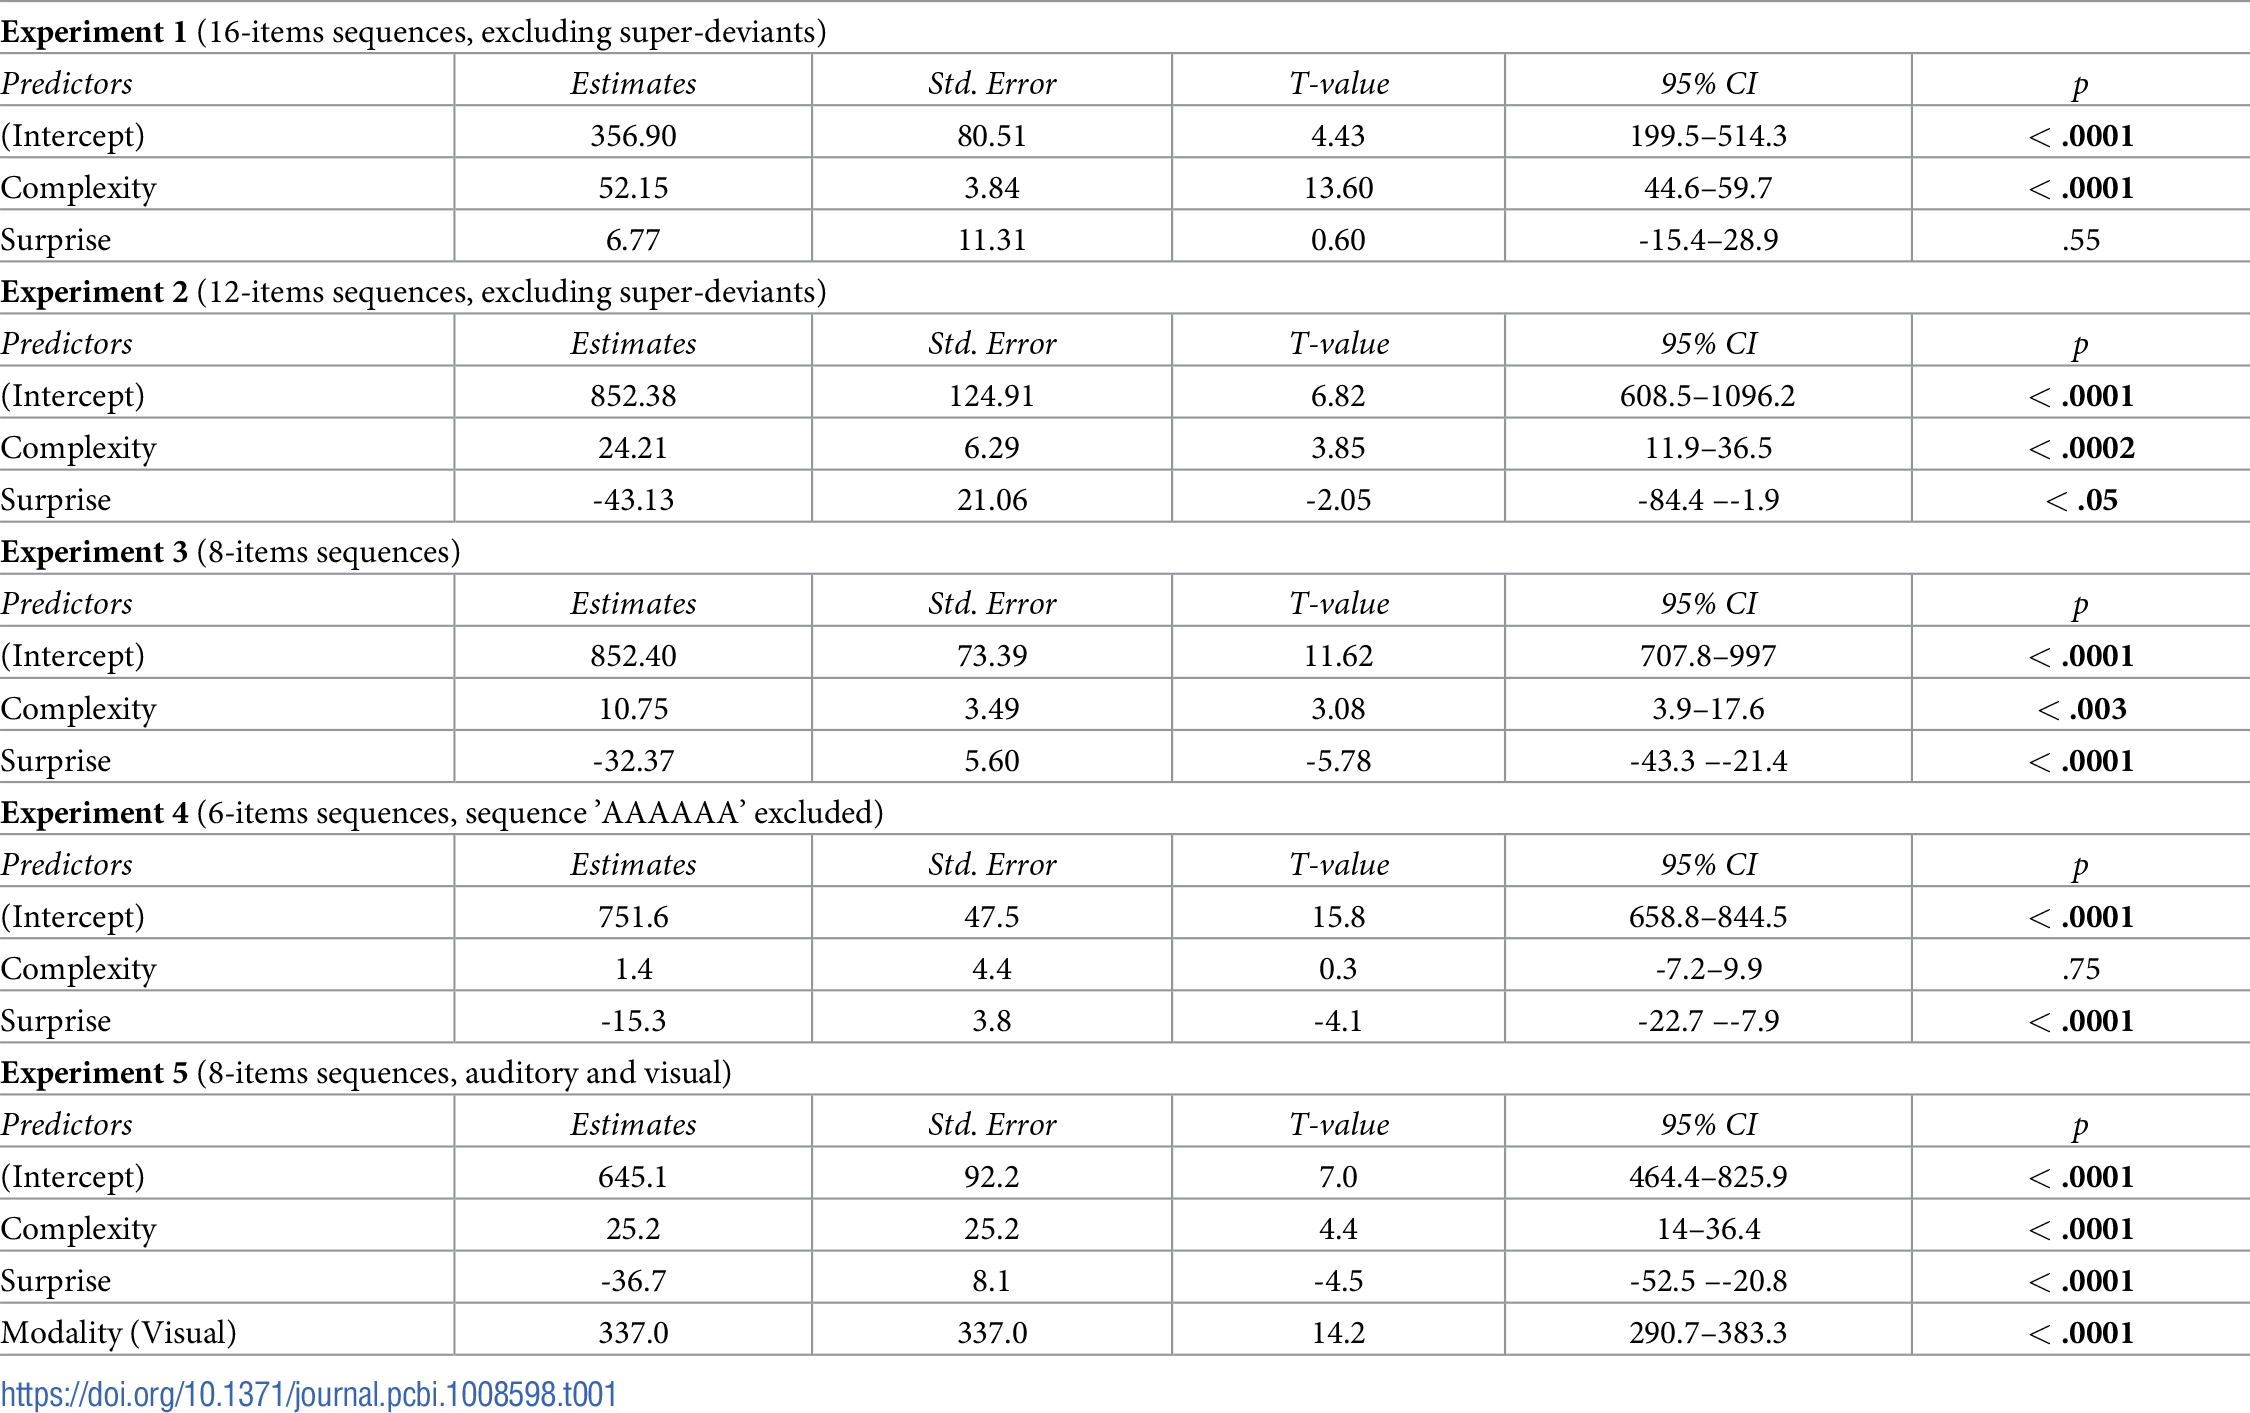 Experiment 1 (16-items sequences, excluding super-deviants)
Predictors Estimates Std. Error T-value 95% CI p
(Intercept) 356.90 80.51 4.43 199.5–514.3 < .0001
Complexity 52.15 3.84 13.60 44.6–59.7 < .0001
Surprise 6.77 11.31 0.60 -15.4–28.9 .55
Experiment 2 (12-items sequences, excluding super-deviants)
Predictors Estimates Std. Error T-value 95% CI p
(Intercept) 852.38 124.91 6.82 608.5–1096.2 < .0001
Complexity 24.21 6.29 3.85 11.9–36.5 < .0002
Surprise -43.13 21.06 -2.05 -84.4 –-1.9 < .05
Experiment 3 (8-items sequences)
Predictors Estimates Std. Error T-value 95% CI p
(Intercept) 852.40 73.39 11.62 707.8–997 < .0001
Complexity 10.75 3.49 3.08 3.9–17.6 < .003
Surprise -32.37 5.60 -5.78 -43.3 –-21.4 < .0001
Experiment 4 (6-items sequences, sequence ’AAAAAA’ excluded)
Predictors Estimates Std. Error T-value 95% CI p
(Intercept) 751.6 47.5 15.8 658.8–844.5 < .0001
Complexity 1.4 4.4 0.3 -7.2–9.9 .75
Surprise -15.3 3.8 -4.1 -22.7 –-7.9 < .0001
Experiment 5 (8-items sequences, auditory and visual)
Predictors Estimates Std. Error T-value 95% CI p
(Intercept) 645.1 92.2 7.0 464.4–825.9 < .0001
Complexity 25.2 25.2 4.4 14–36.4 < .0001
Surprise -36.7 8.1 -4.5 -52.5 –-20.8 < .0001
Modality (Visual) 337.0 337.0 14.2 290.7–383.3 < .0001
https://doi.org/10.1371/journal.pcbi.1008598.t001